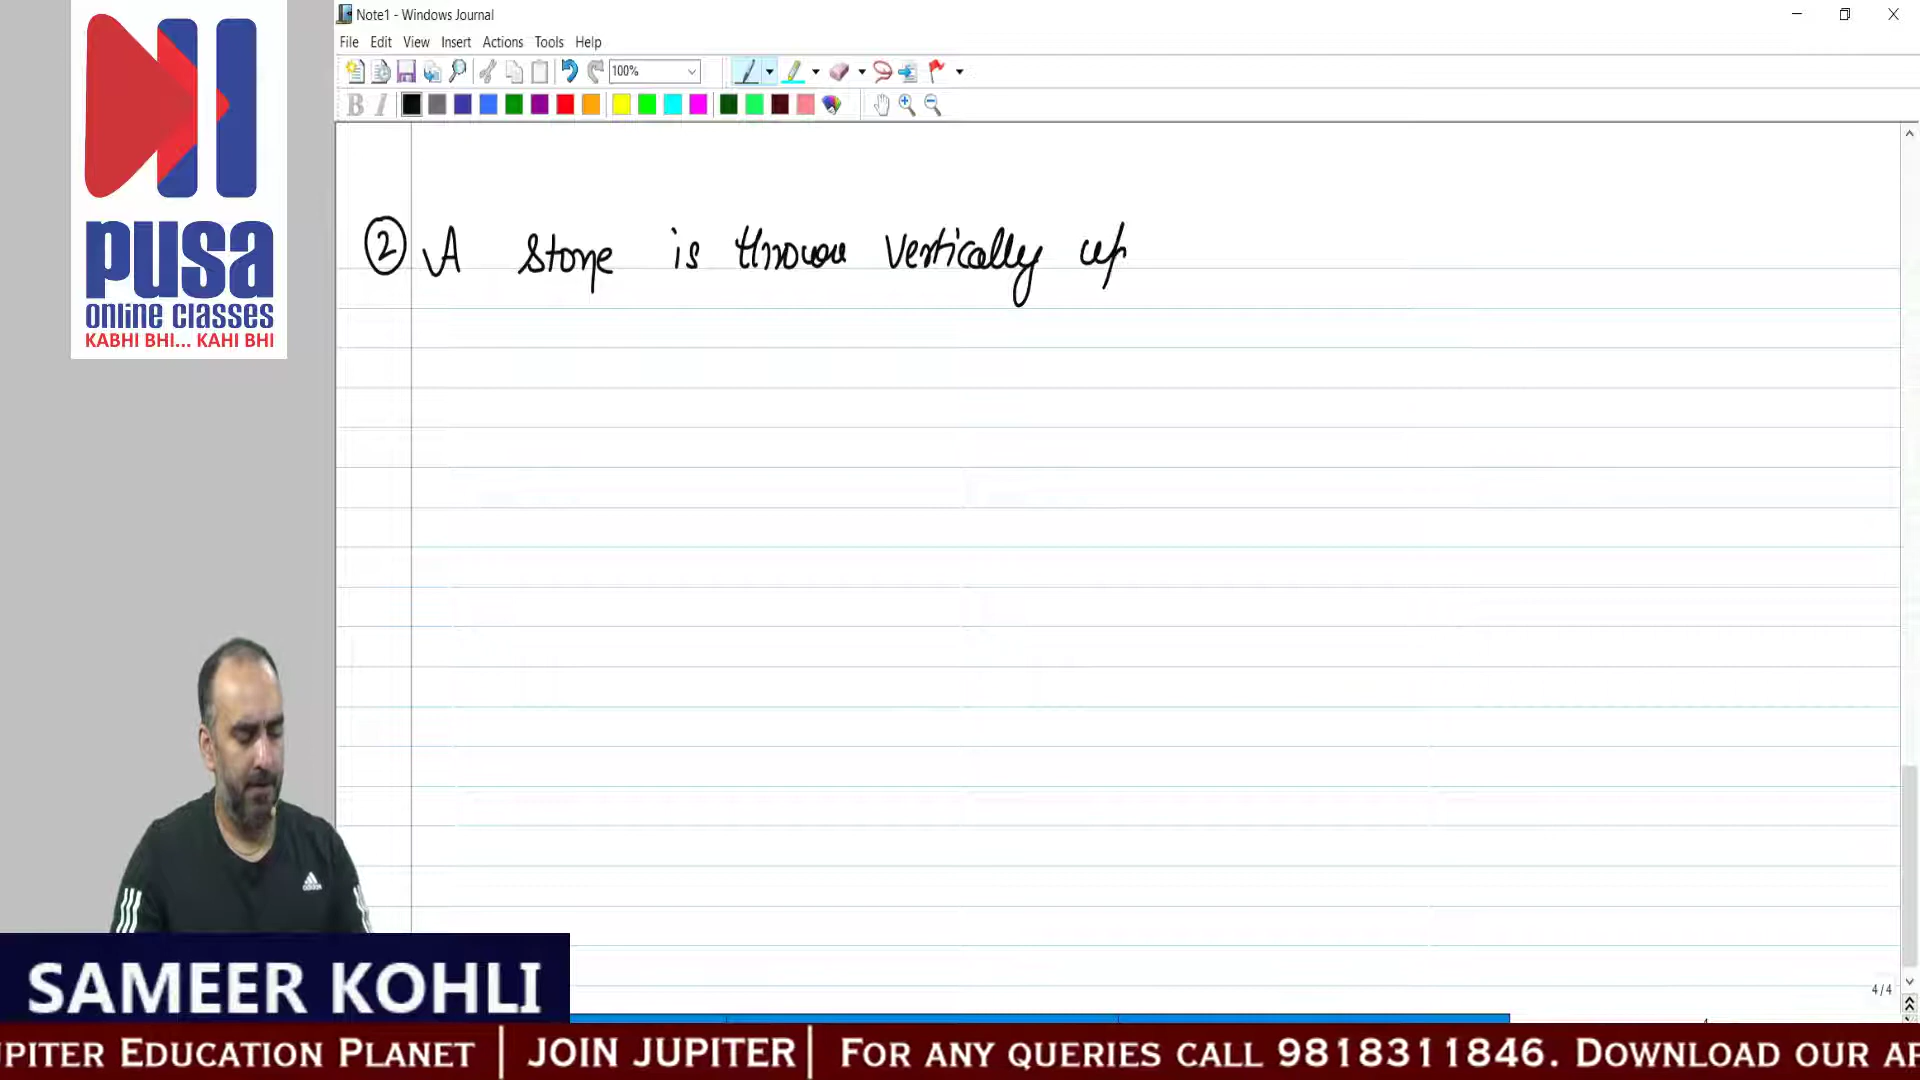 Note1 - Windows Journal
File Edit View Insert Actions Tools Help
100%
B I
② A stone is thrown vertically up
PUSA
ONLINE CLASSES
KABHI BHI... KAHI BHI
adidas
4 / 4
SAMEER KOHLI
UPITER EDUCATION PLANET | JOIN JUPITER | FOR ANY QUERIES CALL 9818311846. DOWNLOAD OUR AP